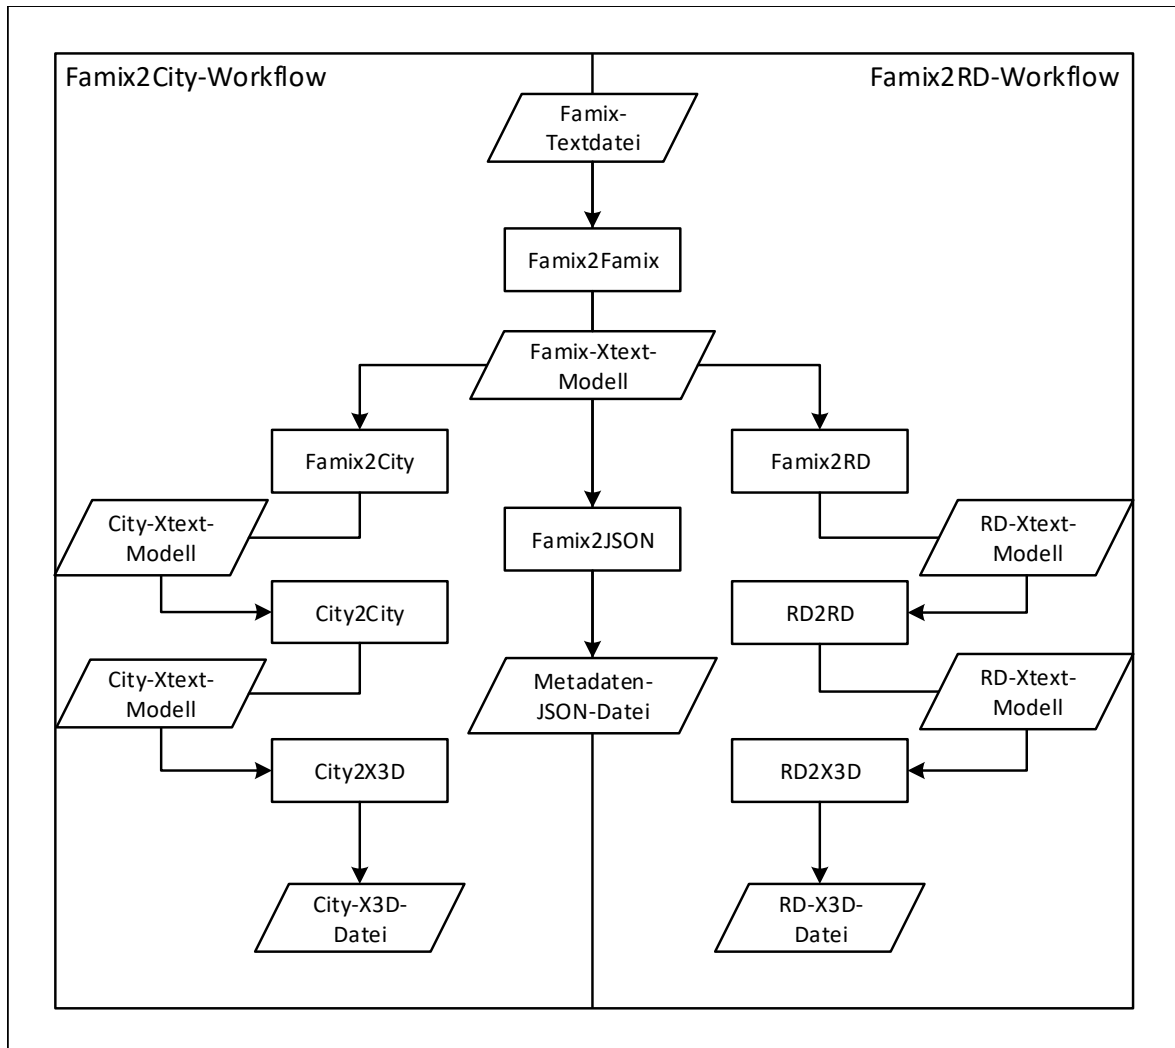 Famix2City-Workflow
Famix2RD-Workflow
Famix-
Textdatei
Famix2Famix
Famix-Xtext-
Modell
Famix2City
Famix2RD
City-Xtext-
Modell
Famix2JSON
RD-Xtext-
Modell
City2City
RD2RD
City-Xtext-
Modell
Metadaten-
JSON-Datei
RD-Xtext-
Modell
City2X3D
RD2X3D
City-X3D-
Datei
RD-X3D-
Datei